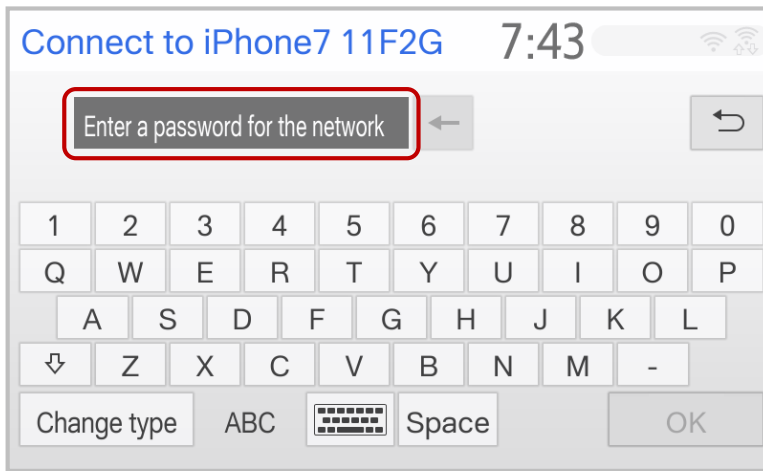 Connect to iPhone7 11F2G 7:43
Enter a password for the network
1 2 3 4 5 6 7 8 9 0
Q W E R T Y U I O P
A S D F G H J K L
Z X C V B N M -
Change type ABC Space OK